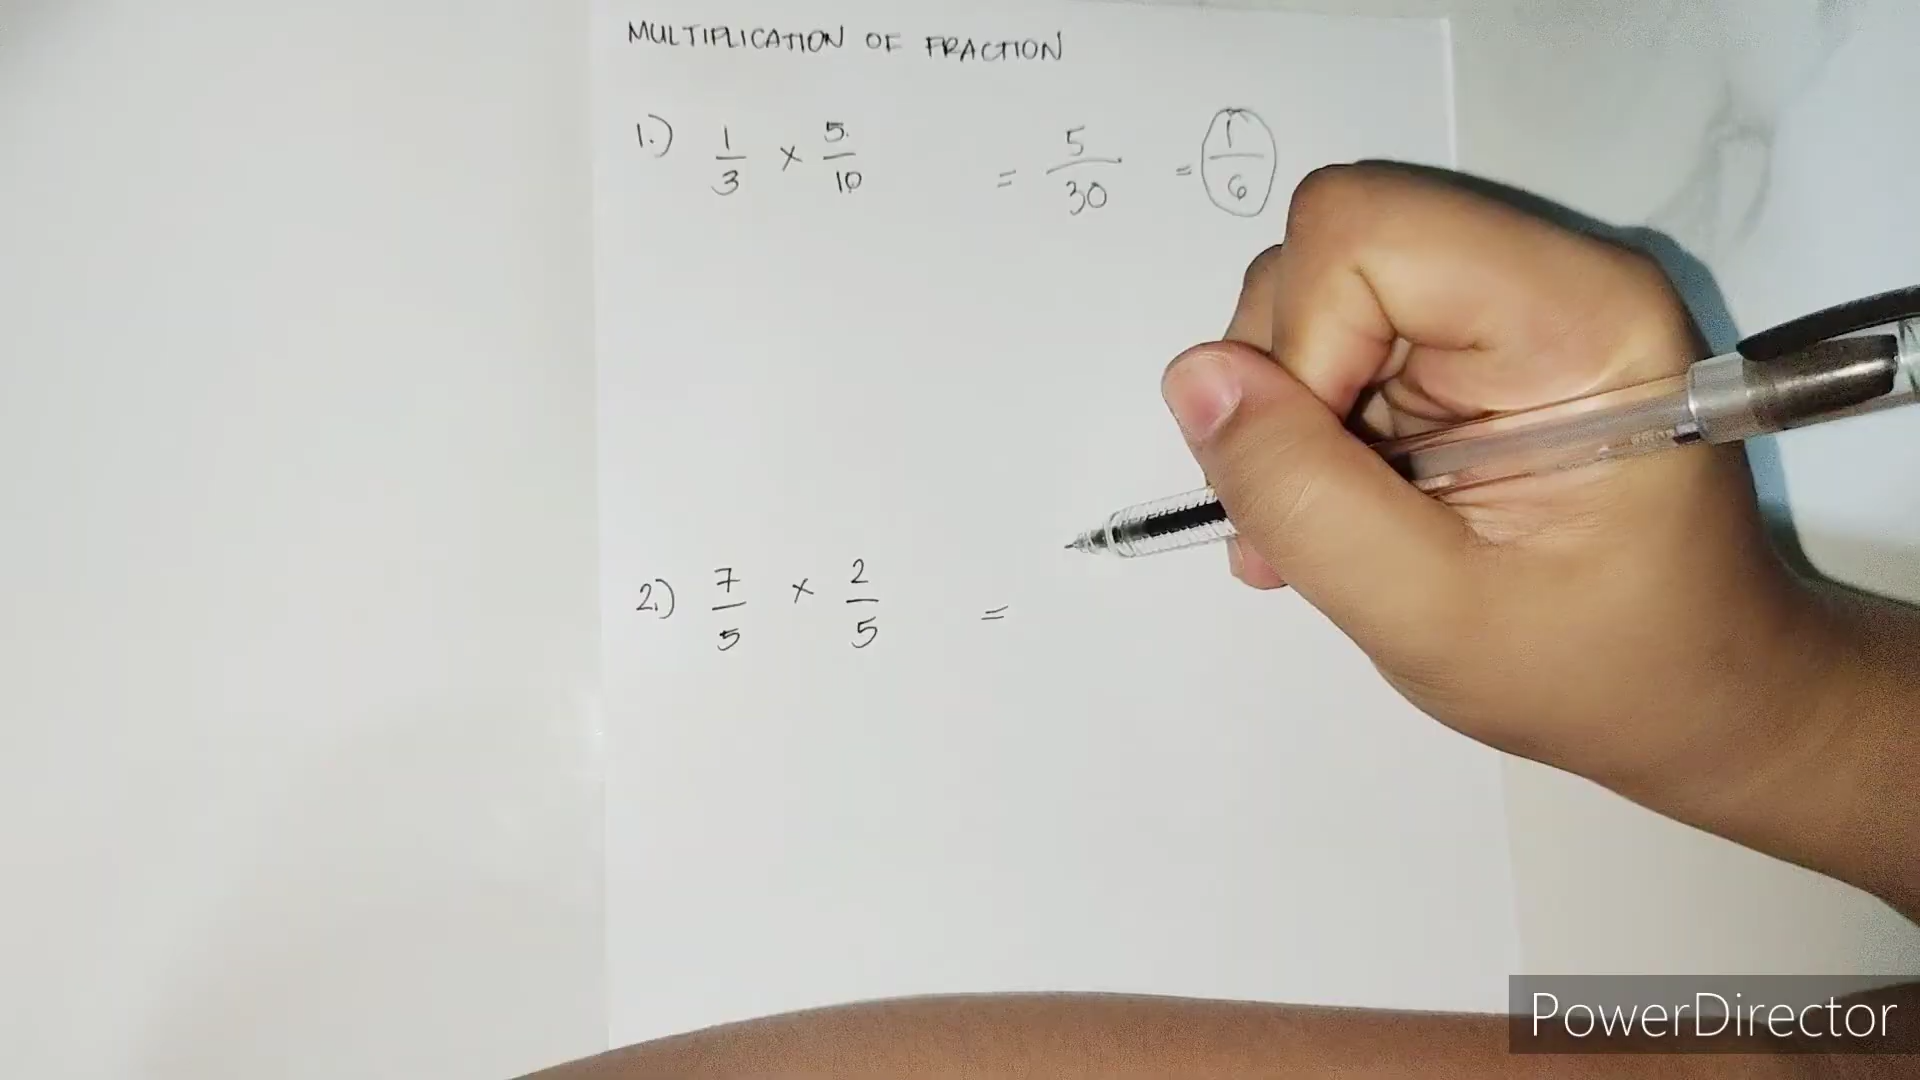 MULTIPLICATION OF FRACTION
1.) 1/3 × 5/10 = 5/30 = 1/6
2.) 7/5 × 2/5 =
PowerDirector